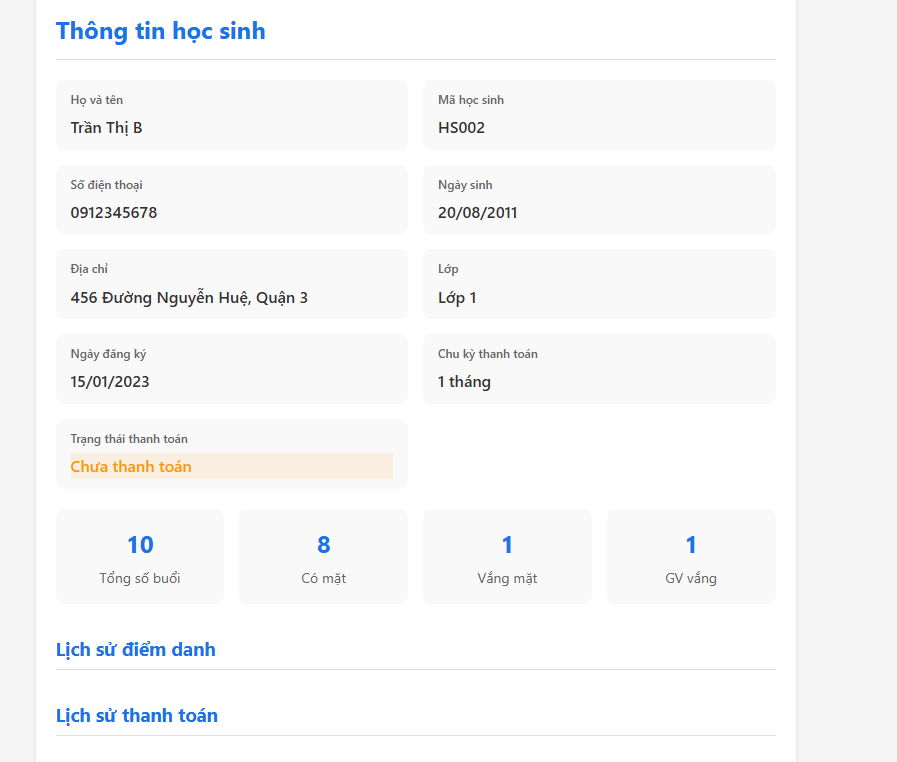 Thông tin học sinh
Họ và tên
Trần Thị B
Mã học sinh
HS002
Số điện thoại
0912345678
Ngày sinh
20/08/2011
Địa chỉ
456 Đường Nguyễn Huệ, Quận 3
Lớp
Lớp 1
Ngày đăng ký
15/01/2023
Chu kỳ thanh toán
1 tháng
Trạng thái thanh toán
Chưa thanh toán
10
Tổng số buổi
8
Có mặt
1
Vắng mặt
1
GV vắng
Lịch sử điểm danh
Lịch sử thanh toán